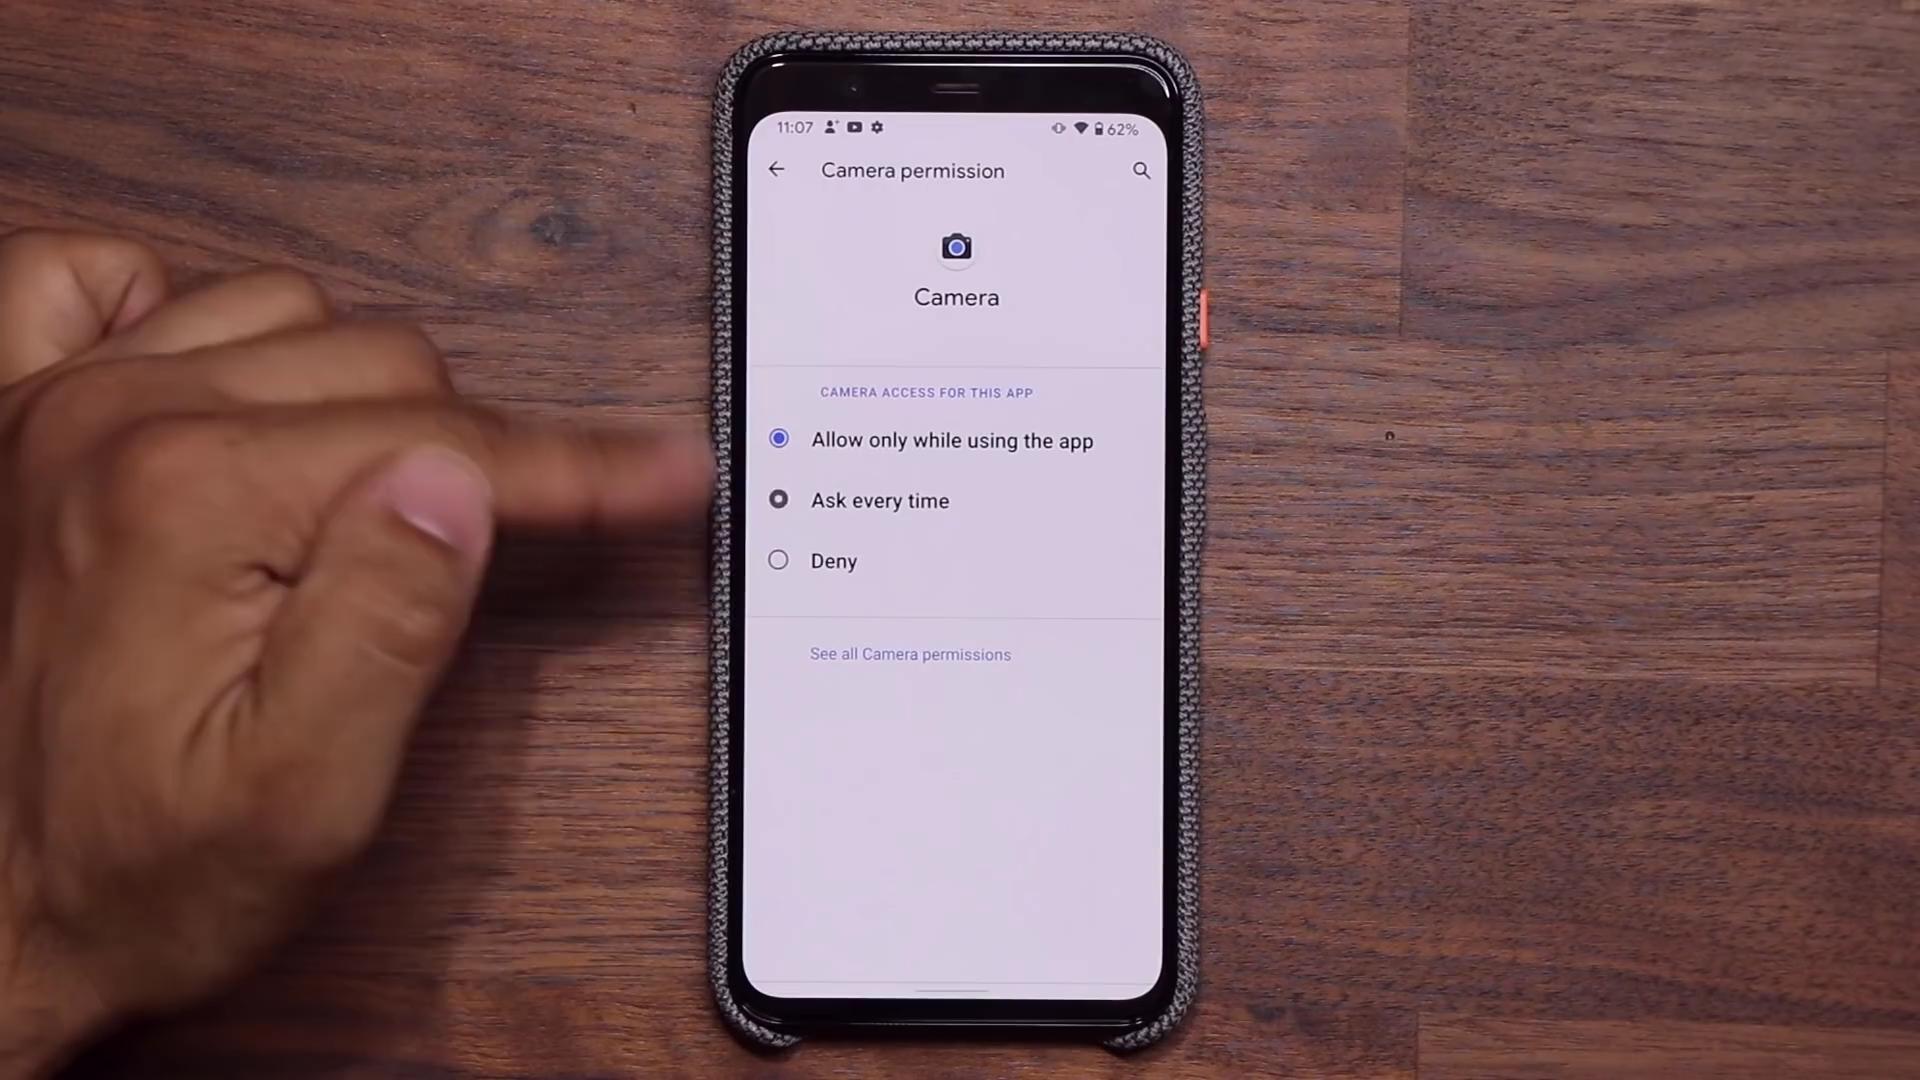 11:07
62%
Camera permission
Camera
CAMERA ACCESS FOR THIS APP
Allow only while using the app
Ask every time
Deny
See all Camera permissions